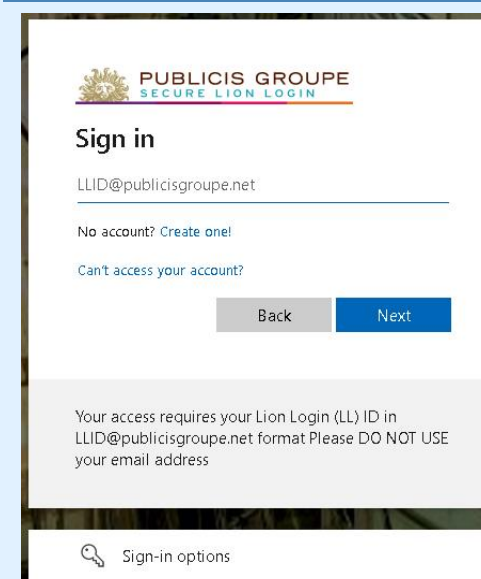 PUBLICIS GROUPE
SECURE LION LOGIN
Sign in
LLID@publicisgroupe.net
No account? Create one!
Can't access your account?
Back
Next
Your access requires your Lion Login (LL) ID in
LLID@publicisgroupe.net format Please DO NOT USE
your email address
Sign-in options